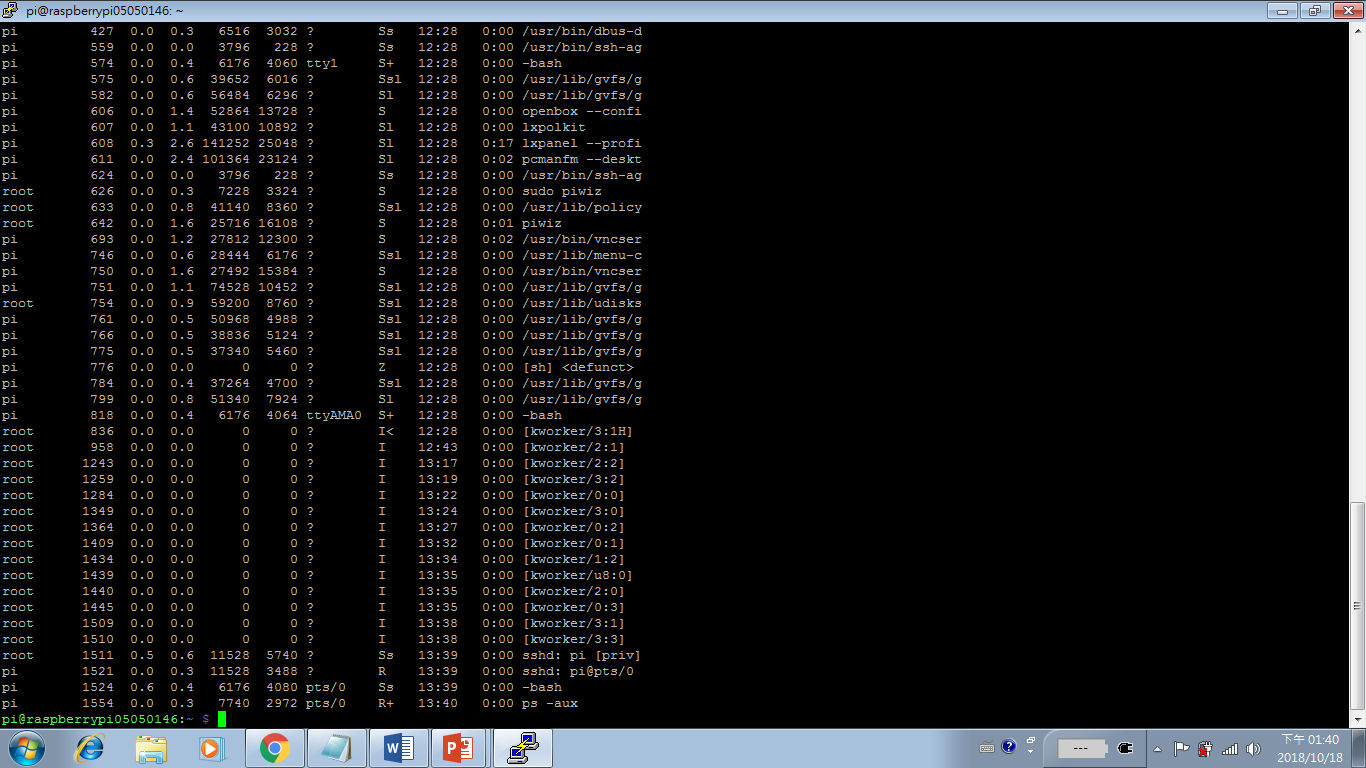 pi@raspberrypi05050146: ~
pi 427 0.0 0.3 6516 3032 ? Ss 12:28 0:00 /usr/bin/dbus-d
pi 559 0.0 0.0 3796 228 ? Ss 12:28 0:00 /usr/bin/ssh-ag
pi 574 0.0 0.4 6176 4060 tty1 S+ 12:28 0:00 -bash
pi 575 0.0 0.6 39652 6016 ? Ssl 12:28 0:00 /usr/lib/gvfs/g
pi 582 0.0 0.6 56484 6296 ? Sl 12:28 0:00 /usr/lib/gvfs/g
pi 606 0.0 1.4 52864 13728 ? S 12:28 0:00 openbox --confi
pi 607 0.0 1.1 43100 10892 ? Sl 12:28 0:00 lxpolkit
pi 608 0.3 2.6 141252 25048 ? Sl 12:28 0:17 lxpanel --profi
pi 611 0.0 2.4 101364 23124 ? Sl 12:28 0:02 pcmanfm --deskt
pi 624 0.0 0.0 3796 228 ? Ss 12:28 0:00 /usr/bin/ssh-ag
root 626 0.0 0.3 7228 3324 ? S 12:28 0:00 sudo piwiz
root 633 0.0 0.8 41140 8360 ? Ssl 12:28 0:00 /usr/lib/policy
root 642 0.0 1.6 25716 16108 ? S 12:28 0:01 piwiz
pi 693 0.0 1.2 27812 12300 ? S 12:28 0:02 /usr/bin/vncser
pi 746 0.0 0.6 28444 6176 ? Ssl 12:28 0:00 /usr/lib/menu-c
pi 750 0.0 1.6 27492 15384 ? S 12:28 0:00 /usr/bin/vncser
pi 751 0.0 1.1 74528 10452 ? Ssl 12:28 0:00 /usr/lib/gvfs/g
root 754 0.0 0.9 59200 8760 ? Ssl 12:28 0:00 /usr/lib/udisks
pi 761 0.0 0.5 50968 4988 ? Ssl 12:28 0:00 /usr/lib/gvfs/g
pi 766 0.0 0.5 38836 5124 ? Ssl 12:28 0:00 /usr/lib/gvfs/g
pi 775 0.0 0.5 37340 5460 ? Ssl 12:28 0:00 /usr/lib/gvfs/g
pi 776 0.0 0.0 0 0 ? Z 12:28 0:00 [sh] <defunct>
pi 784 0.0 0.4 37264 4700 ? Ssl 12:28 0:00 /usr/lib/gvfs/g
pi 799 0.0 0.8 51340 7924 ? Sl 12:28 0:00 /usr/lib/gvfs/g
pi 818 0.0 0.4 6176 4064 ttyAMA0 S+ 12:28 0:00 -bash
root 836 0.0 0.0 0 0 ? I< 12:28 0:00 [kworker/3:1H]
root 958 0.0 0.0 0 0 ? I 12:43 0:00 [kworker/2:1]
root 1243 0.0 0.0 0 0 ? I 13:17 0:00 [kworker/2:2]
root 1259 0.0 0.0 0 0 ? I 13:19 0:00 [kworker/3:2]
root 1284 0.0 0.0 0 0 ? I 13:22 0:00 [kworker/0:0]
root 1349 0.0 0.0 0 0 ? I 13:24 0:00 [kworker/3:0]
root 1364 0.0 0.0 0 0 ? I 13:27 0:00 [kworker/0:2]
root 1409 0.0 0.0 0 0 ? I 13:32 0:00 [kworker/0:1]
root 1434 0.0 0.0 0 0 ? I 13:34 0:00 [kworker/1:2]
root 1439 0.0 0.0 0 0 ? I 13:35 0:00 [kworker/u8:0]
root 1440 0.0 0.0 0 0 ? I 13:35 0:00 [kworker/2:0]
root 1445 0.0 0.0 0 0 ? I 13:35 0:00 [kworker/0:3]
root 1509 0.0 0.0 0 0 ? I 13:38 0:00 [kworker/3:1]
root 1510 0.0 0.0 0 0 ? I 13:38 0:00 [kworker/3:3]
root 1511 0.5 0.6 11528 5740 ? Ss 13:39 0:00 sshd: pi [priv]
pi 1521 0.0 0.3 11528 3488 ? R 13:39 0:00 sshd: pi@pts/0
pi 1524 0.6 0.4 6176 4080 pts/0 Ss 13:39 0:00 -bash
pi 1554 0.0 0.3 7740 2972 pts/0 R+ 13:40 0:00 ps -aux
pi@raspberrypi05050146:~ $
---
下午 01:40
2018/10/18